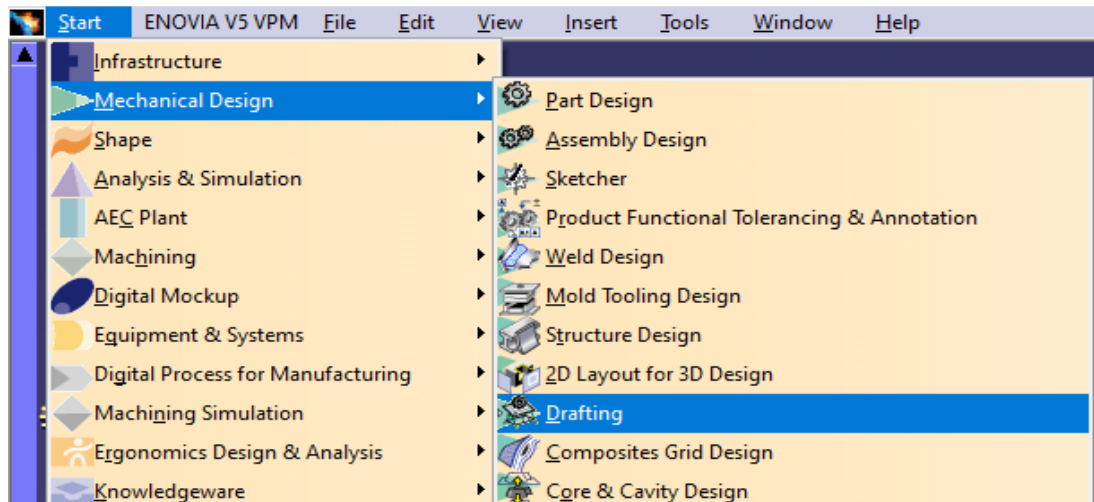 Start ENOVIA V5 VPM File Edit View Insert Tools Window Help
Infrastructure
Mechanical Design
Shape
Analysis & Simulation
AEC Plant
Machining
Digital Mockup
Equipment & Systems
Digital Process for Manufacturing
Machining Simulation
Ergonomics Design & Analysis
Knowledgeware
Part Design
Assembly Design
Sketcher
Product Functional Tolerancing & Annotation
Weld Design
Mold Tooling Design
Structure Design
2D Layout for 3D Design
Drafting
Composites Grid Design
Core & Cavity Design